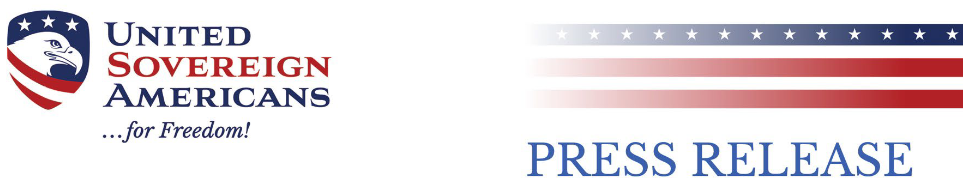 UNITED
SOVEREIGN
AMERICANS
...for Freedom!
PRESS RELEASE